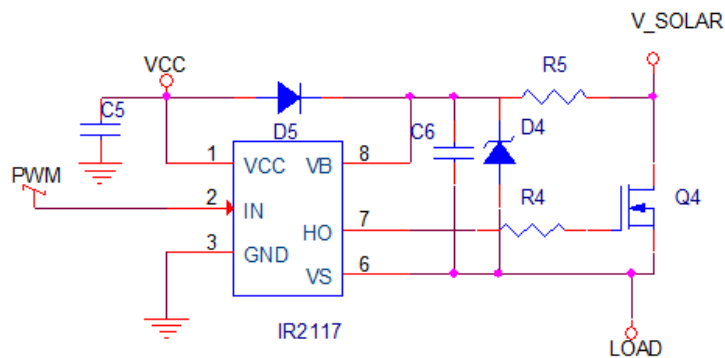 V_SOLAR
VCC
R5
C5
D5
C6
D4
1
VCC
VB
8
PWM
2
IN
R4
Q4
7
HO
3
GND
VS
6
IR2117
LOAD